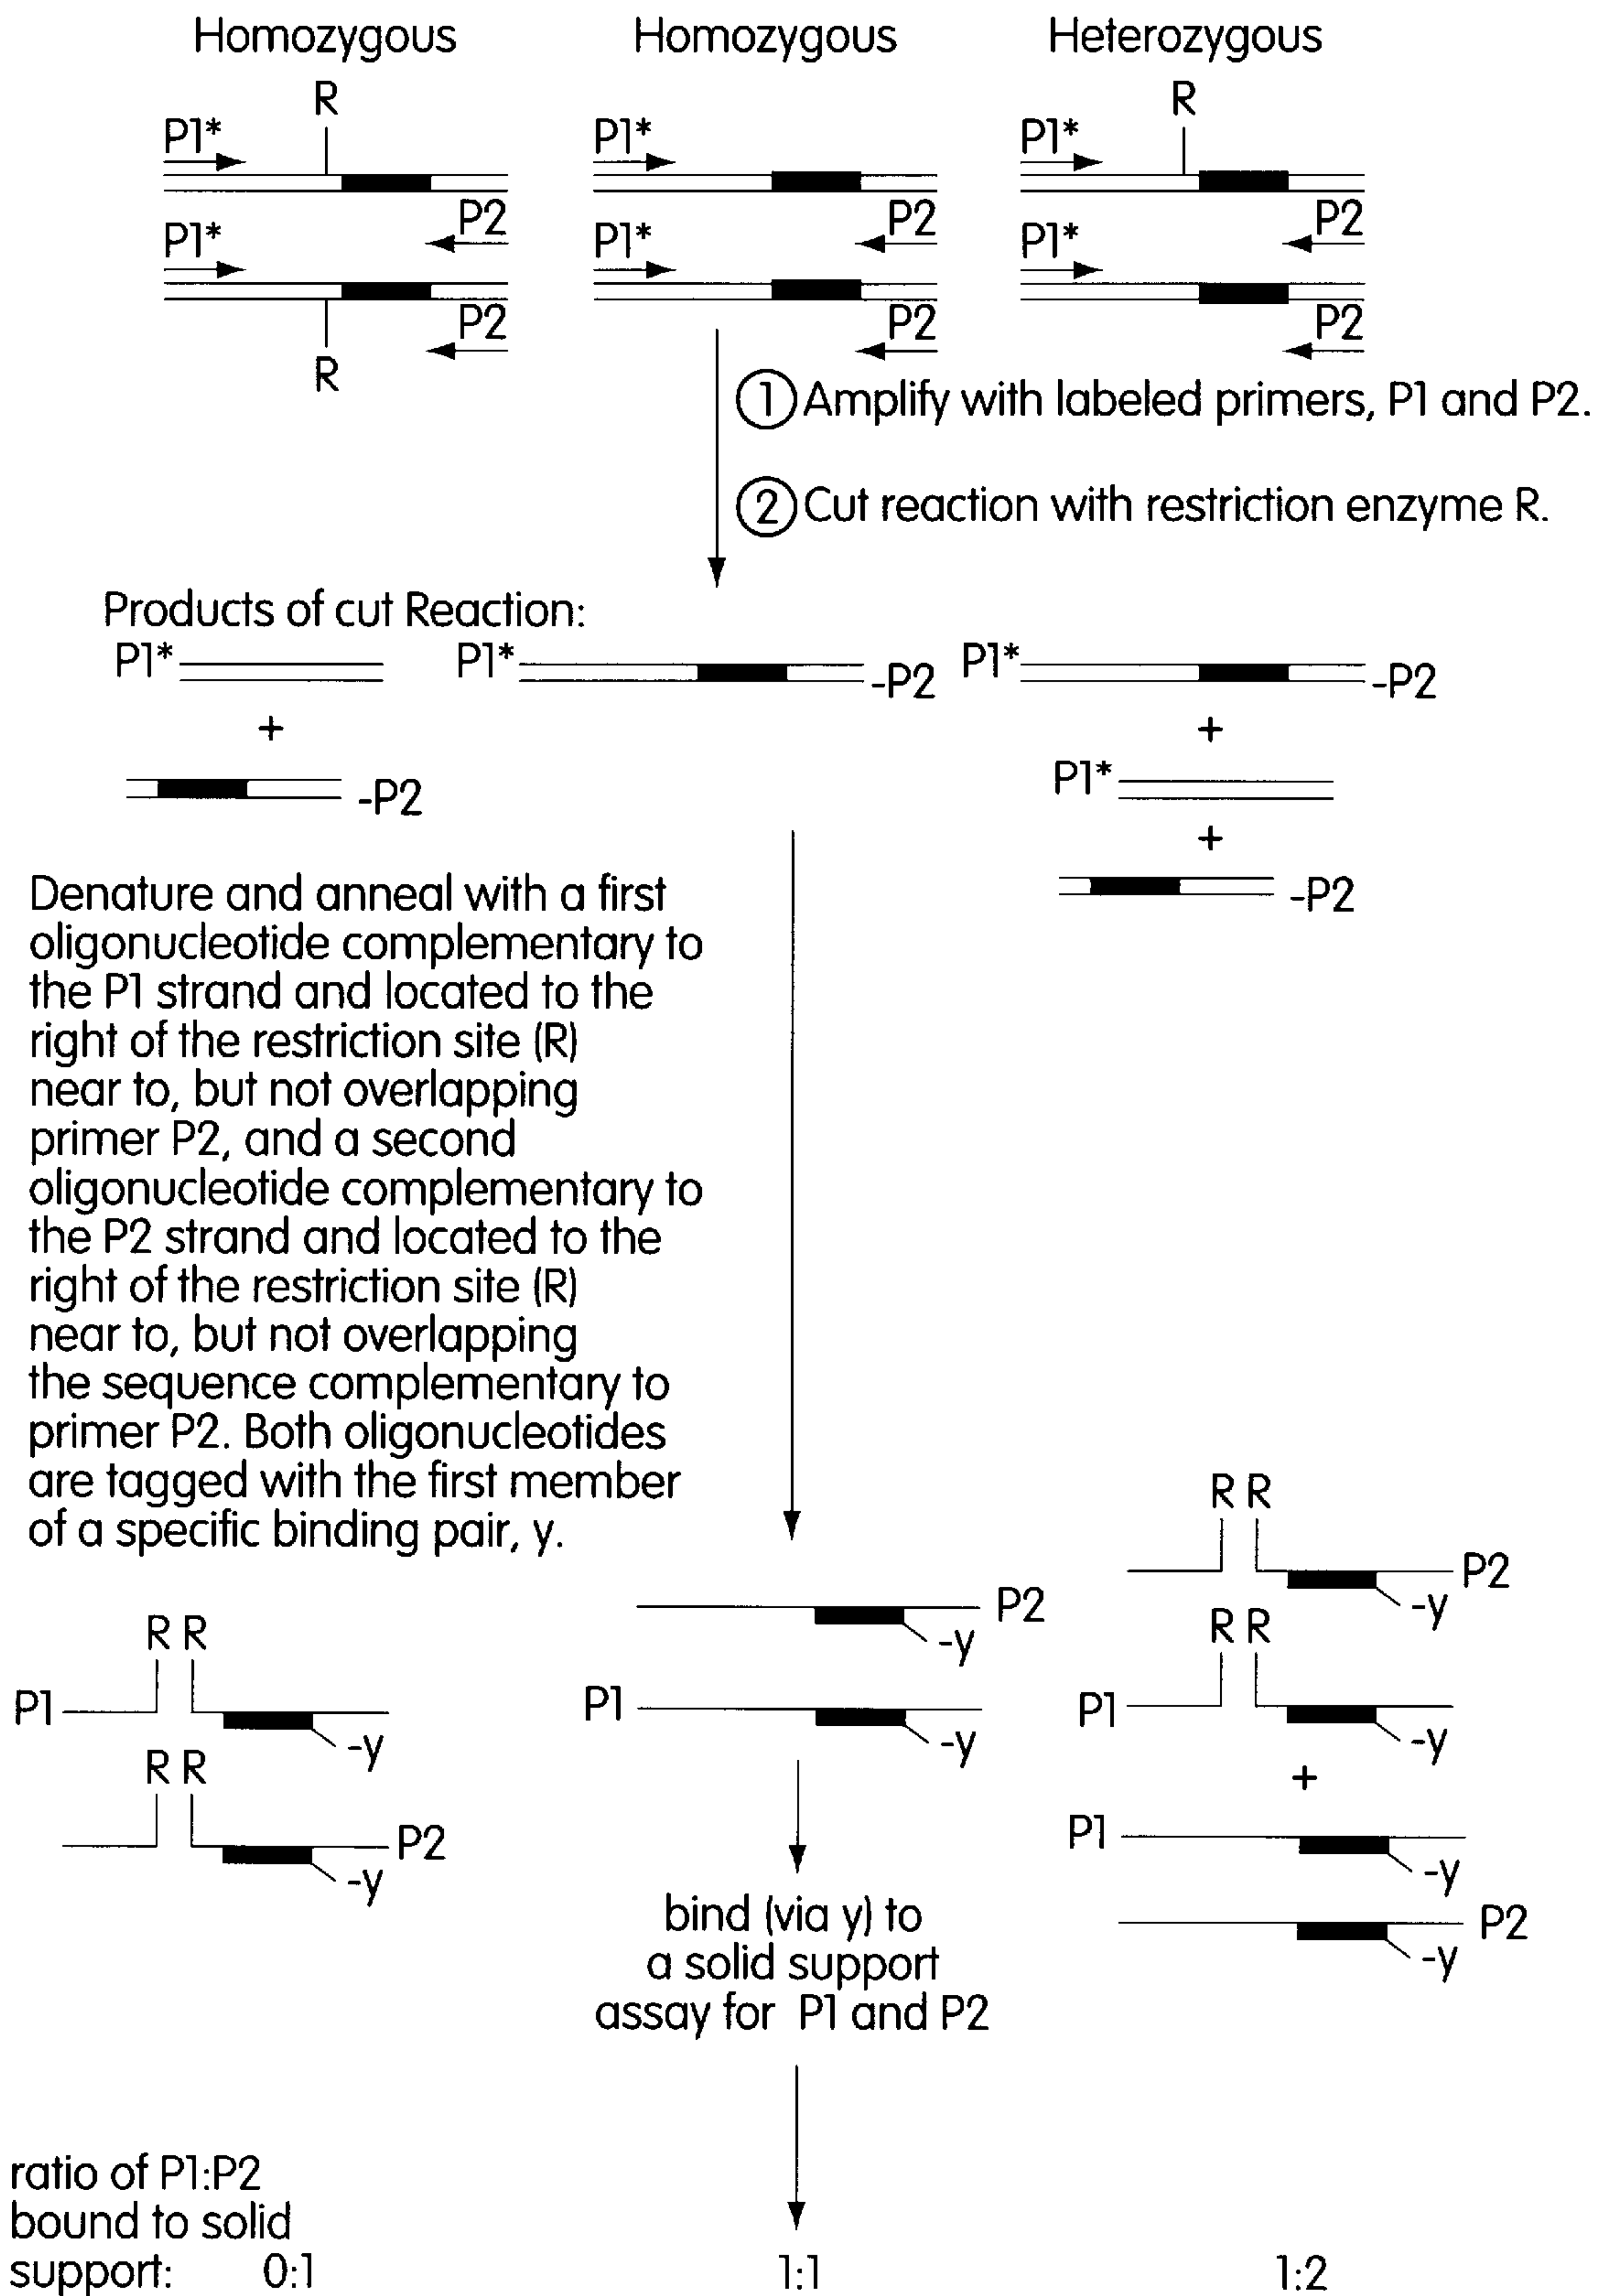 Homozygous Homozygous Heterozygous
R R
P1* P1* P1*
P2 P2 P2
P1* P1* P1*
P2 P2 P2
R
1 Amplify with labeled primers, P1 and P2.
2 Cut reaction with restriction enzyme R.
Products of cut Reaction:
P1* P1* -P2 P1* -P2
+ +
P1*
-P2
+
-P2
Denature and anneal with a first
oligonucleotide complementary to
the P1 strand and located to the
right of the restriction site (R)
near to, but not overlapping
primer P2, and a second
oligonucleotide complementary to
the P2 strand and located to the
right of the restriction site (R)
near to, but not overlapping
the sequence complementary to
primer P2. Both oligonucleotides
are tagged with the first member
of a specific binding pair, y.
R R
P1 -y
R R
P2
-y
P2
-y
P1
-y
R R
P2
-y
R R
P1
-y
+
P1
-y
P2
-y
bind (via y) to
a solid support
assay for P1 and P2
ratio of P1:P2
bound to solid
support: 0:1 1:1 1:2